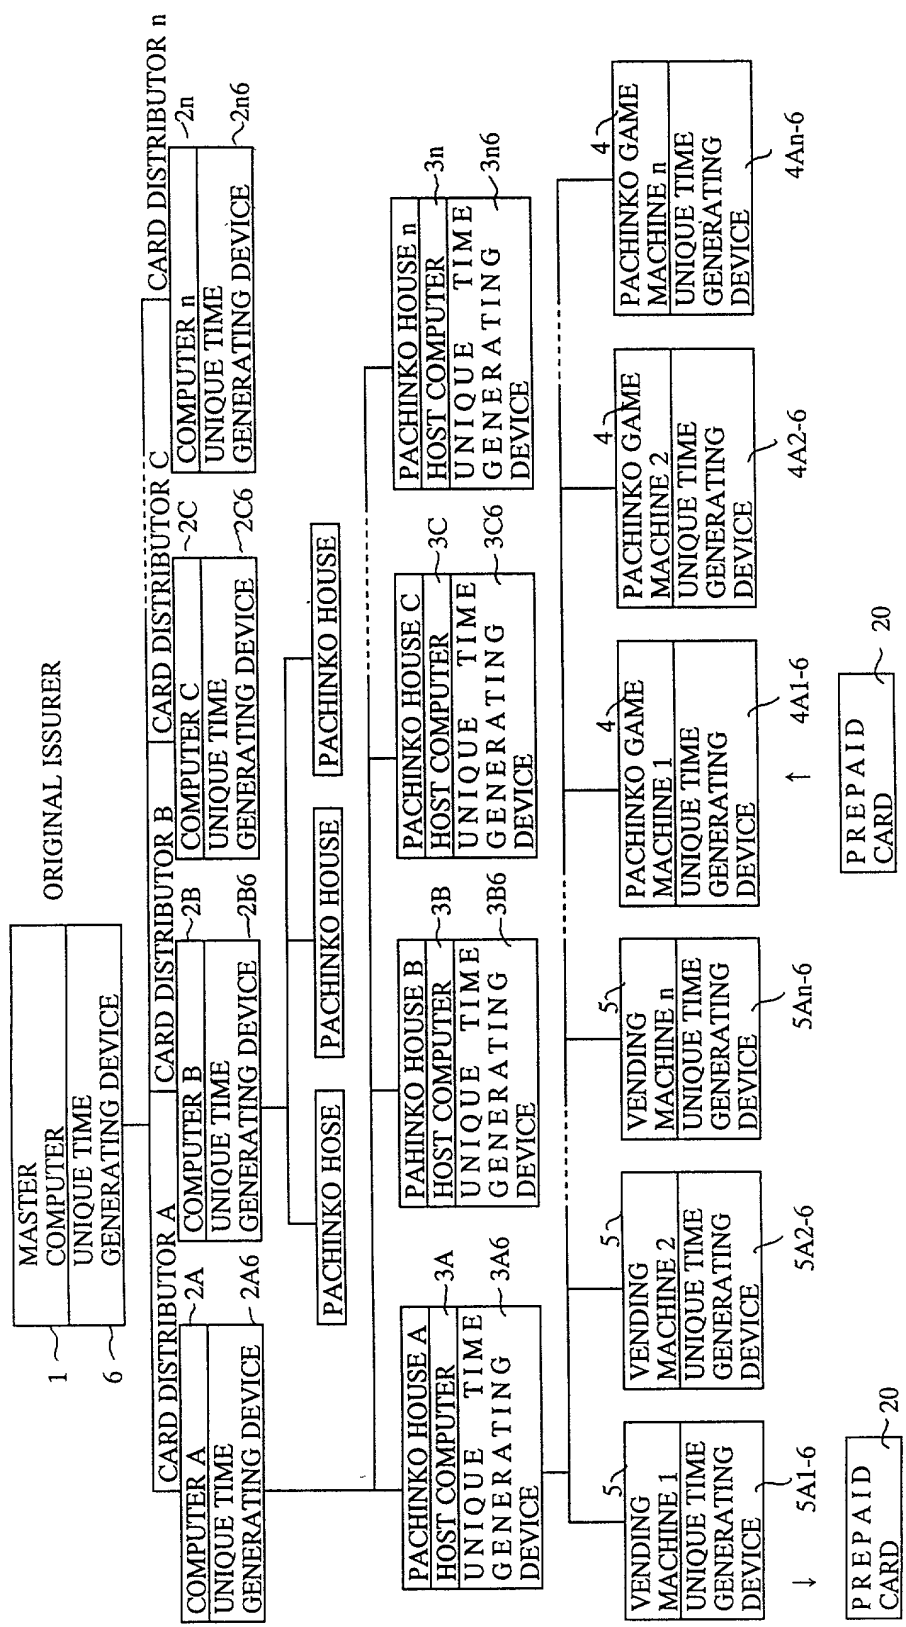 ORIGINAL ISSURER
MASTER
COMPUTER
UNIQUE TIME
GENERATING DEVICE
1
6
CARD DISTRIBUTOR A
COMPUTER A
UNIQUE TIME
GENERATING DEVICE
2A
2A6
CARD DISTRIBUTOR B
COMPUTER B
UNIQUE TIME
GENERATING DEVICE
2B
2B6
CARD DISTRIBUTOR C
COMPUTER C
UNIQUE TIME
GENERATING DEVICE
2C
2C6
CARD DISTRIBUTOR n
COMPUTER n
UNIQUE TIME
GENERATING DEVICE
2n
2n6
PACHINKO HOSE
PACHINKO HOUSE
PACHINKO HOUSE
PACHINKO HOUSE A
HOST COMPUTER
UNIQUE TIME
GENERATING
DEVICE
3A
3A6
PAHINKO HOUSE B
HOST COMPUTER
UNIQUE TIME
GENERATING
DEVICE
3B
3B6
PACHINKO HOUSE C
HOST COMPUTER
UNIQUE TIME
GENERATING
DEVICE
3C
3C6
PACHINKO HOUSE n
HOST COMPUTER
UNIQUE TIME
GENERATING
DEVICE
3n
3n6
5
VENDING
MACHINE 1
UNIQUE TIME
GENERATING
DEVICE
5A1-6
5
VENDING
MACHINE 2
UNIQUE TIME
GENERATING
DEVICE
5A2-6
5
VENDING
MACHINE n
UNIQUE TIME
GENERATING
DEVICE
5An-6
4
PACHINKO GAME
MACHINE 1
UNIQUE TIME
GENERATING
DEVICE
4A1-6
4
PACHINKO GAME
MACHINE 2
UNIQUE TIME
GENERATING
DEVICE
4A2-6
4
PACHINKO GAME
MACHINE n
UNIQUE TIME
GENERATING
DEVICE
4An-6
↓
PREPAID
CARD
20
↑
PREPAID
CARD
20